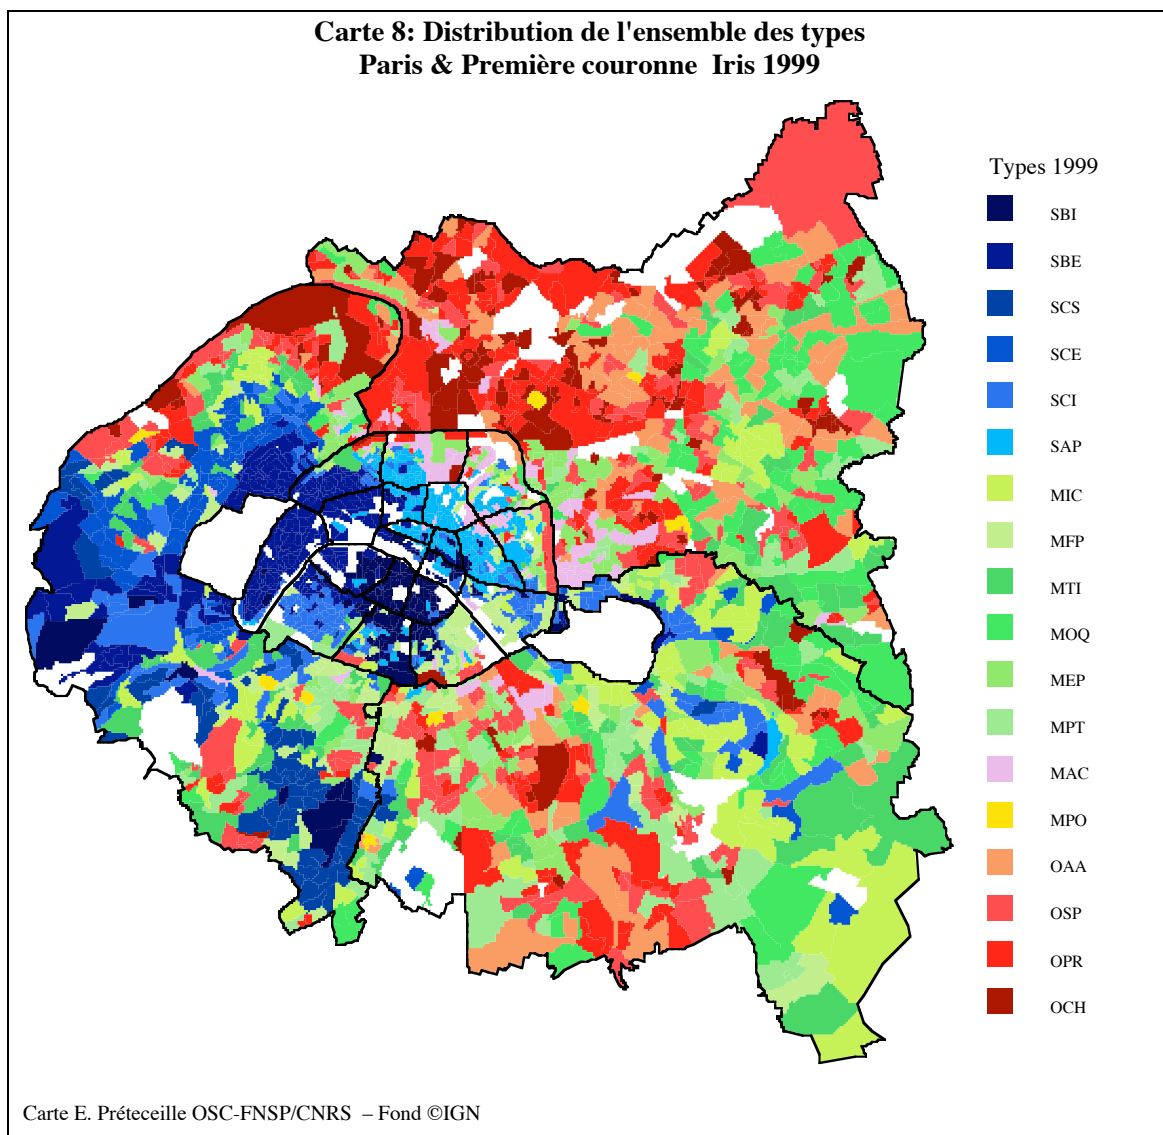 Carte 8: Distribution de l'ensemble des types
Paris & Première couronne Iris 1999
Types 1999
SBI
SBE
SCS
SCE
SCI
SAP
MIC
MFP
MTI
MOQ
MEP
MPT
MAC
MPO
OAA
OSP
OPR
OCH
Carte E. Préteceille OSC-FNSP/CNRS – Fond ©IGN